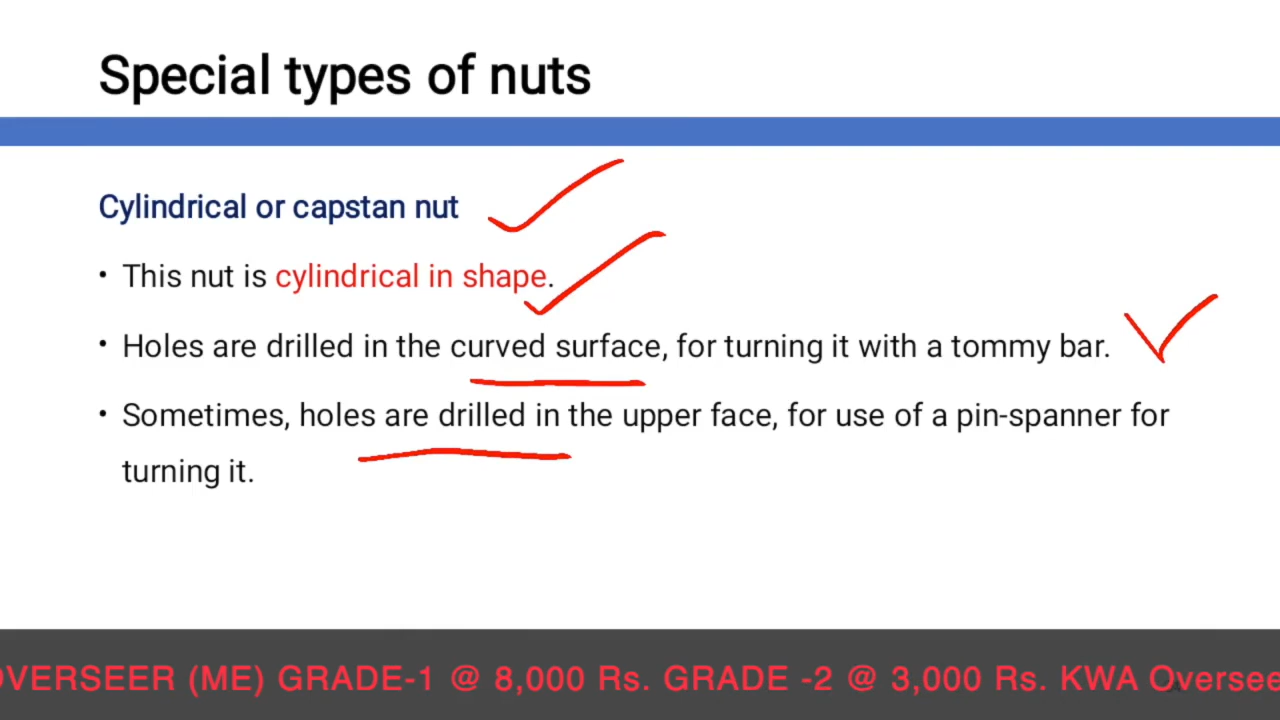 Special types of nuts
Cylindrical or capstan nut
• This nut is cylindrical in shape.
• Holes are drilled in the curved surface, for turning it with a tommy bar.
• Sometimes, holes are drilled in the upper face, for use of a pin-spanner for
turning it.
OVERSEER (ME) GRADE-1 @ 8,000 Rs. GRADE -2 @ 3,000 Rs. KWA Oversee